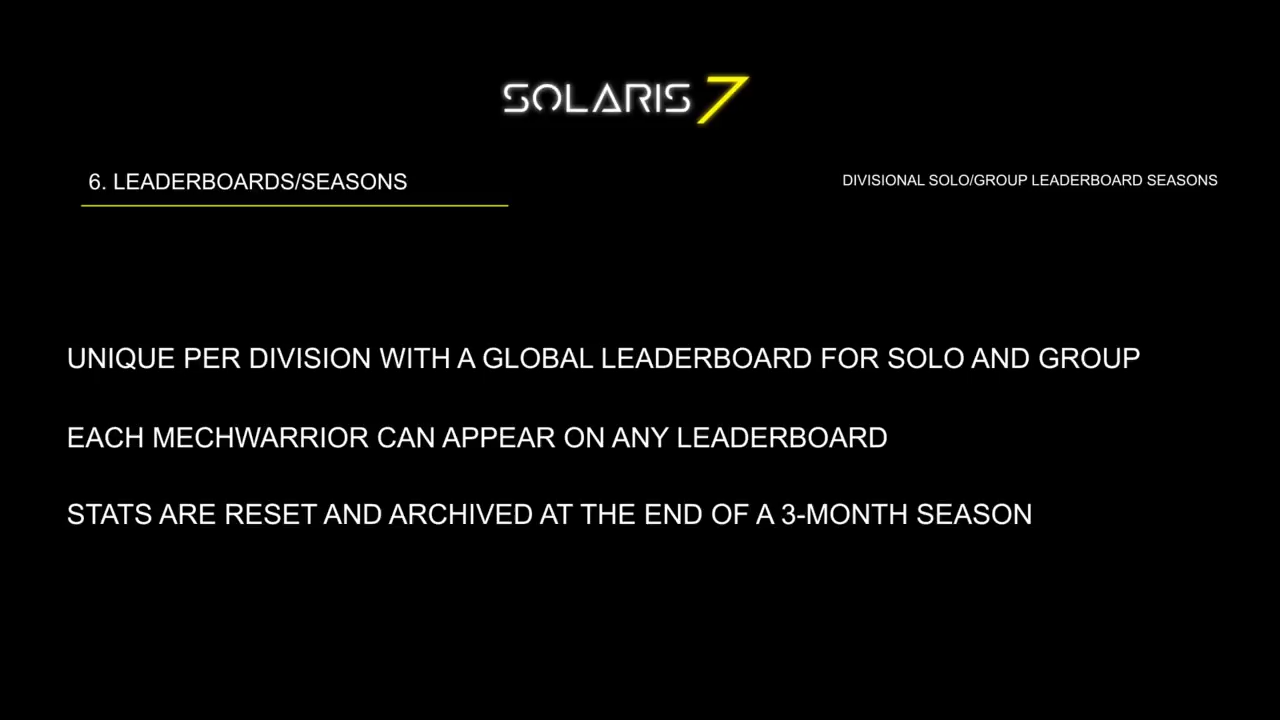 SOLARIS 7
6. LEADERBOARDS/SEASONS
DIVISIONAL SOLO/GROUP LEADERBOARD SEASONS
UNIQUE PER DIVISION WITH A GLOBAL LEADERBOARD FOR SOLO AND GROUP
EACH MECHWARRIOR CAN APPEAR ON ANY LEADERBOARD
STATS ARE RESET AND ARCHIVED AT THE END OF A 3-MONTH SEASON